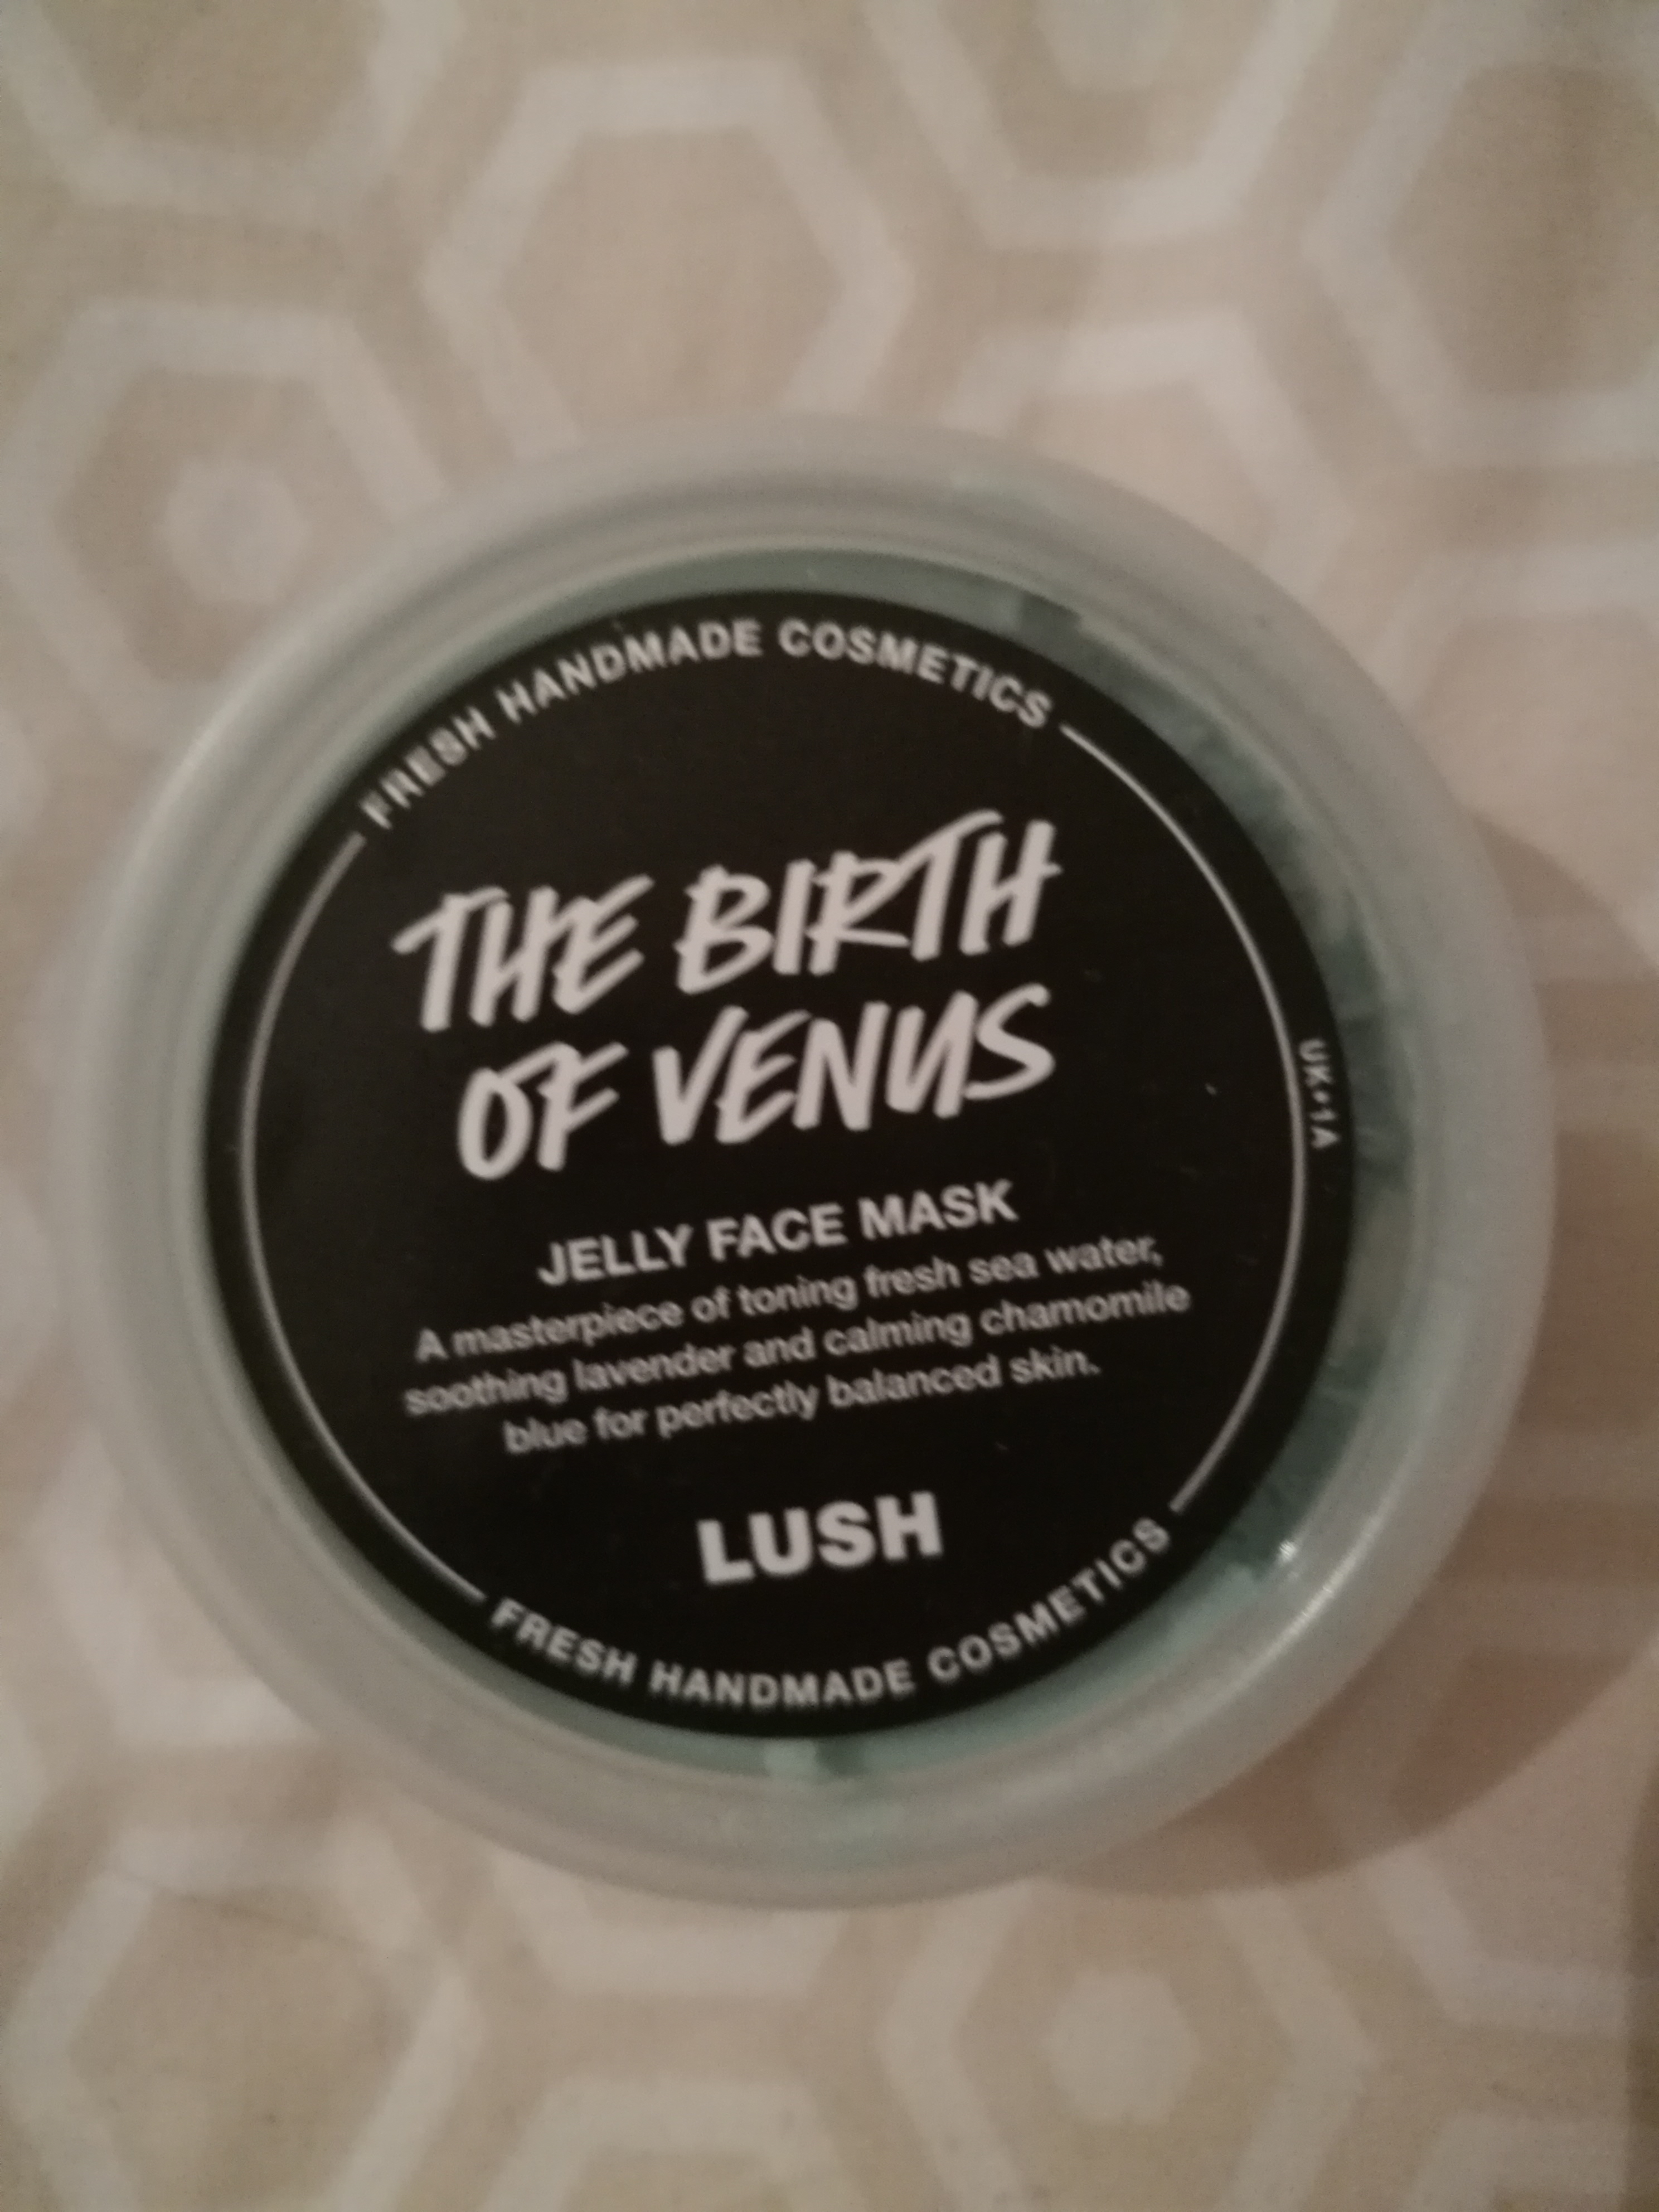 FRESH HANDMADE COSMETICS
THE BIRTH
OF VENUS
JELLY FACE MASK
A masterpiece of toning fresh sea water,
soothing lavender and calming chamomile
blue for perfectly balanced skin.
LUSH
FRESH HANDMADE COSMETICS
UK•1A